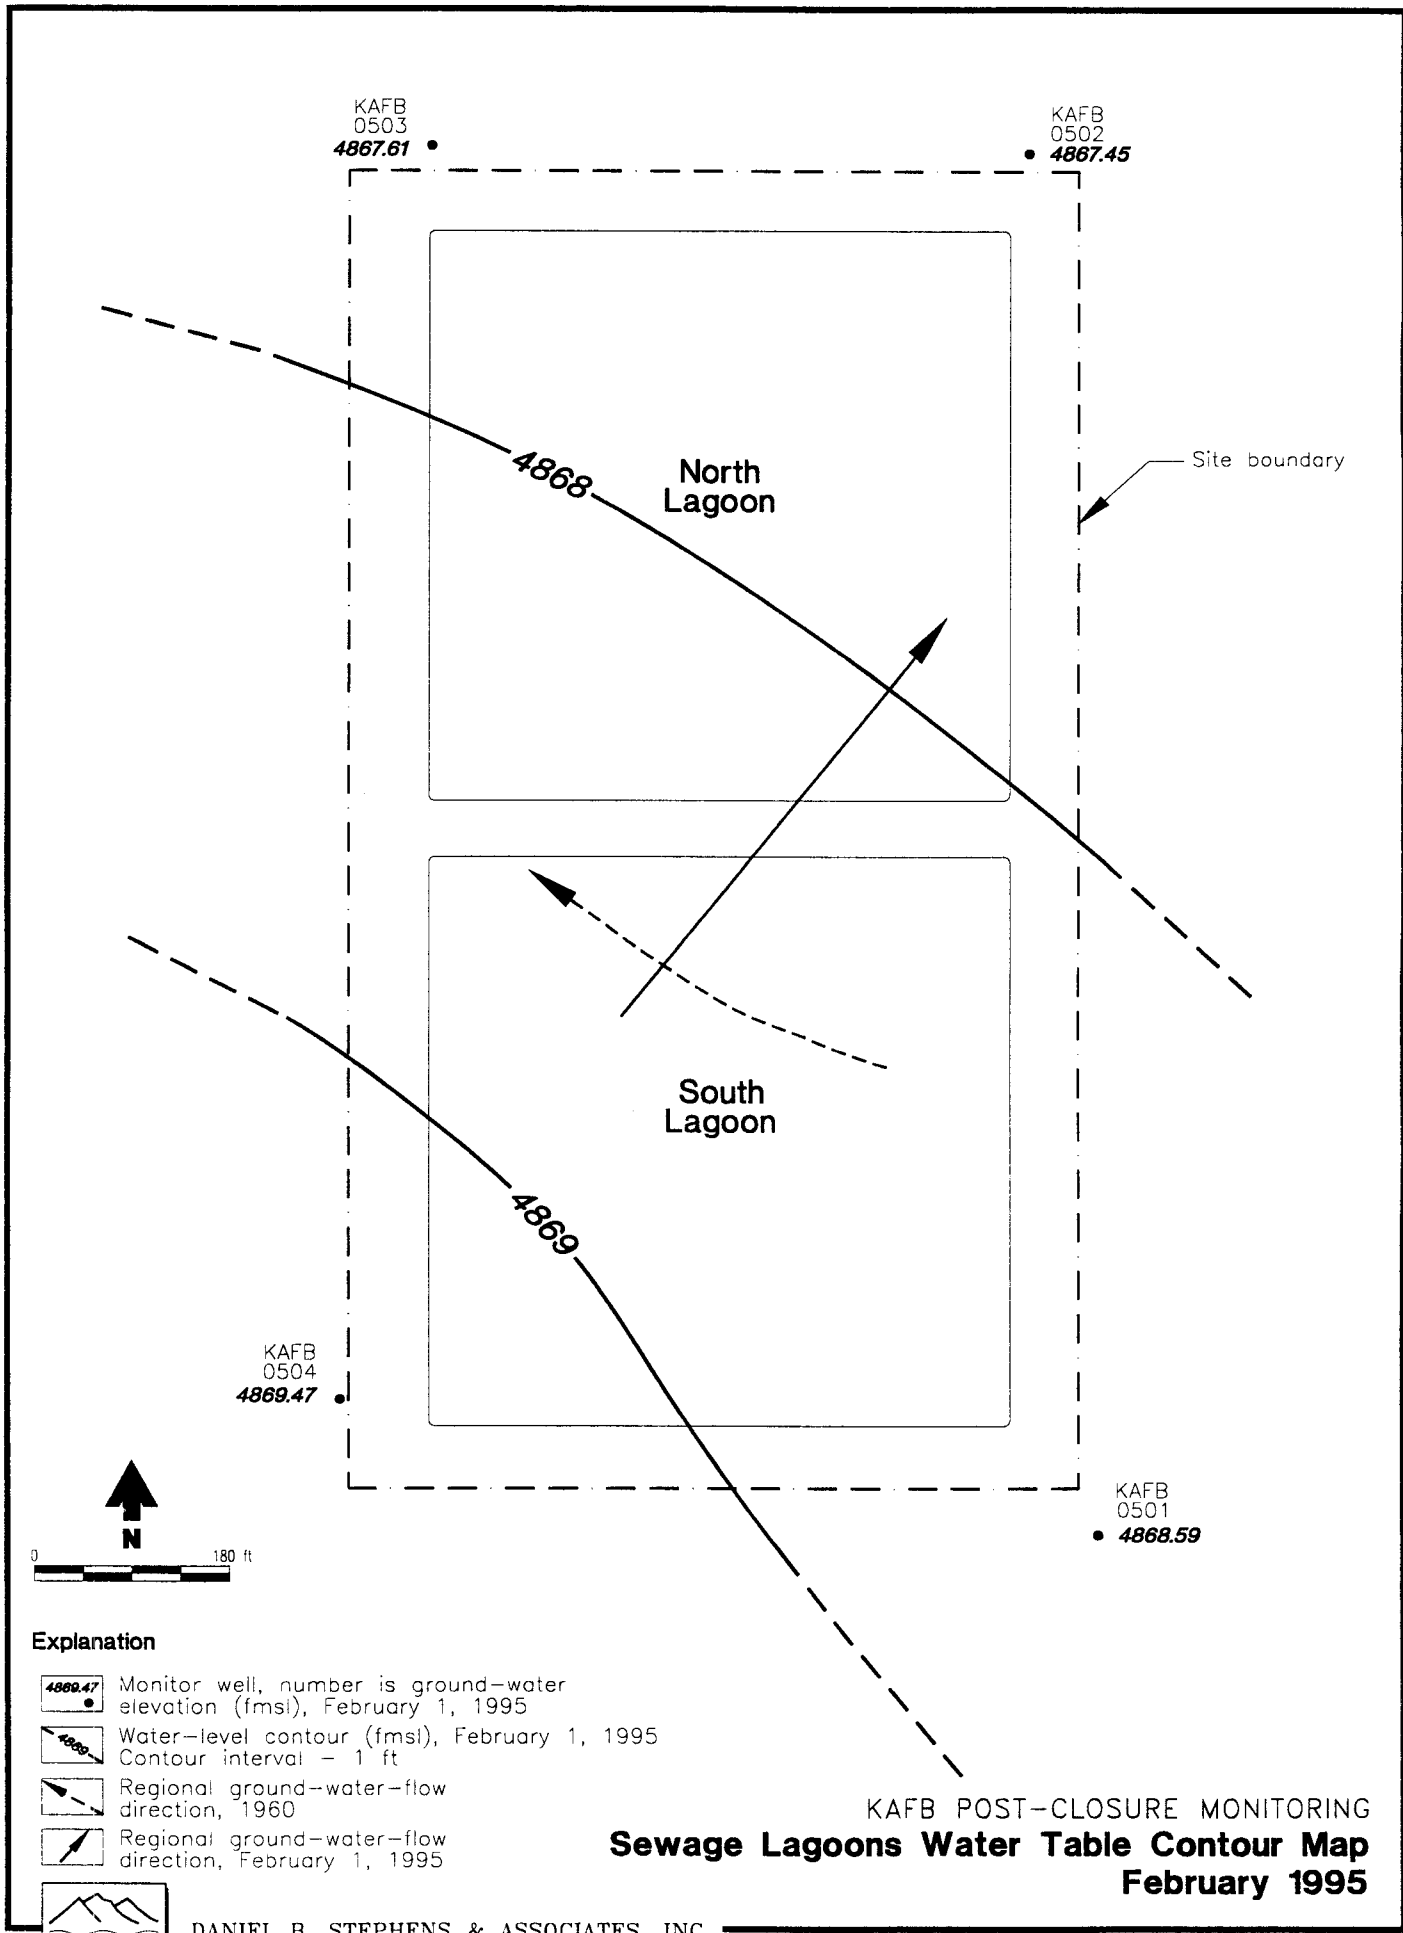 KAFB
0503
4867.61
KAFB
0502
4867.45
4868
North
Lagoon
Site boundary
South
Lagoon
4869
KAFB
0504
4869.47
KAFB
0501
4868.59
N
0 180 ft
Explanation
4869.47 Monitor well, number is ground-water
elevation (fmsl), February 1, 1995
4869 Water-level contour (fmsl), February 1, 1995
Contour interval - 1 ft
Regional ground-water-flow
direction, 1960
Regional ground-water-flow
direction, February 1, 1995
KAFB POST-CLOSURE MONITORING
Sewage Lagoons Water Table Contour Map
February 1995
DANIEL B. STEPHENS & ASSOCIATES, INC.